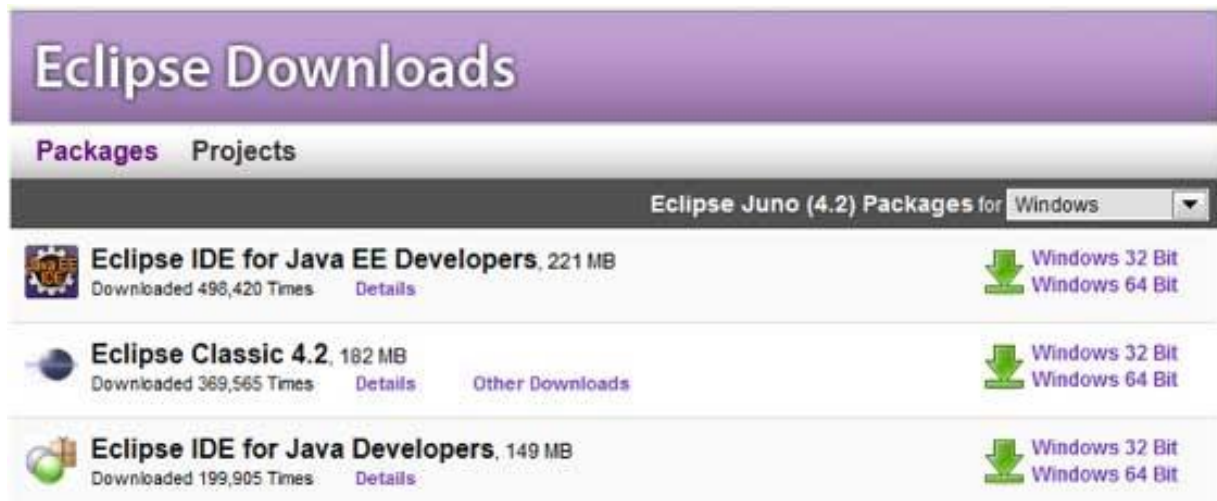 Eclipse Downloads
Packages Projects
Eclipse Juno (4.2) Packages for Windows
Java EE IDE
Eclipse IDE for Java EE Developers, 221 MB
Downloaded 498,420 Times Details
Windows 32 Bit
Windows 64 Bit
Eclipse Classic 4.2, 182 MB
Downloaded 369,565 Times Details Other Downloads
Windows 32 Bit
Windows 64 Bit
Eclipse IDE for Java Developers, 149 MB
Downloaded 199,905 Times Details
Windows 32 Bit
Windows 64 Bit